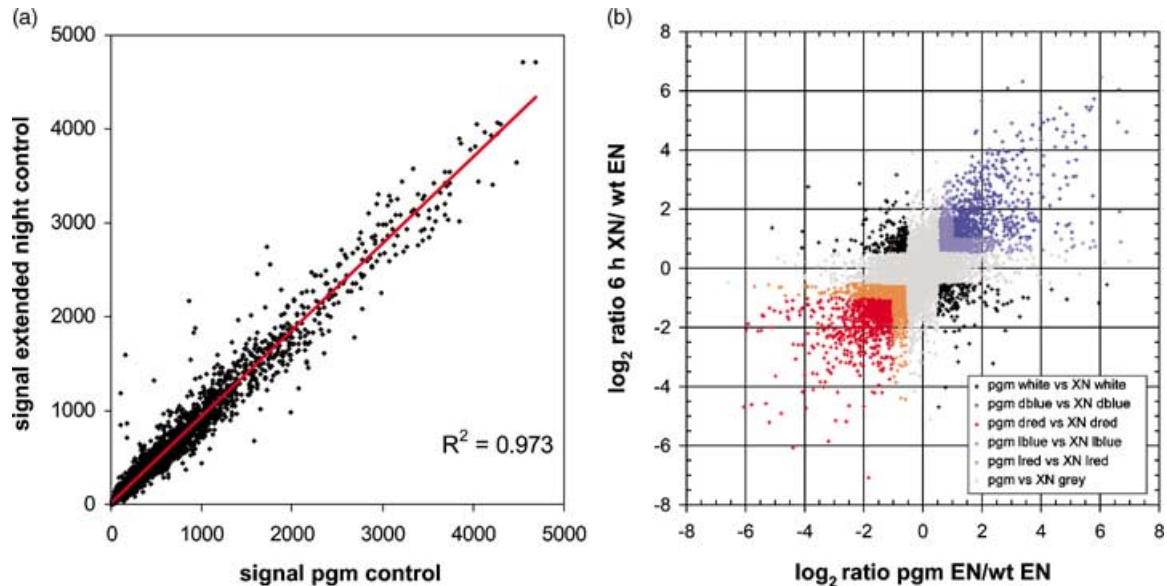 (a)
5000
4000
3000
2000
1000
0
signal extended night control
R² = 0.973
0 1000 2000 3000 4000 5000
signal pgm control
(b)
8
6
4
2
0
-2
-4
-6
-8
log₂ ratio 6 h XN/ wt EN
pgm white vs XN white
pgm dblue vs XN dblue
pgm dred vs XN dred
pgm lblue vs XN lblue
pgm lred vs XN lred
pgm vs XN grey
-8 -6 -4 -2 0 2 4 6 8
log₂ ratio pgm EN/wt EN